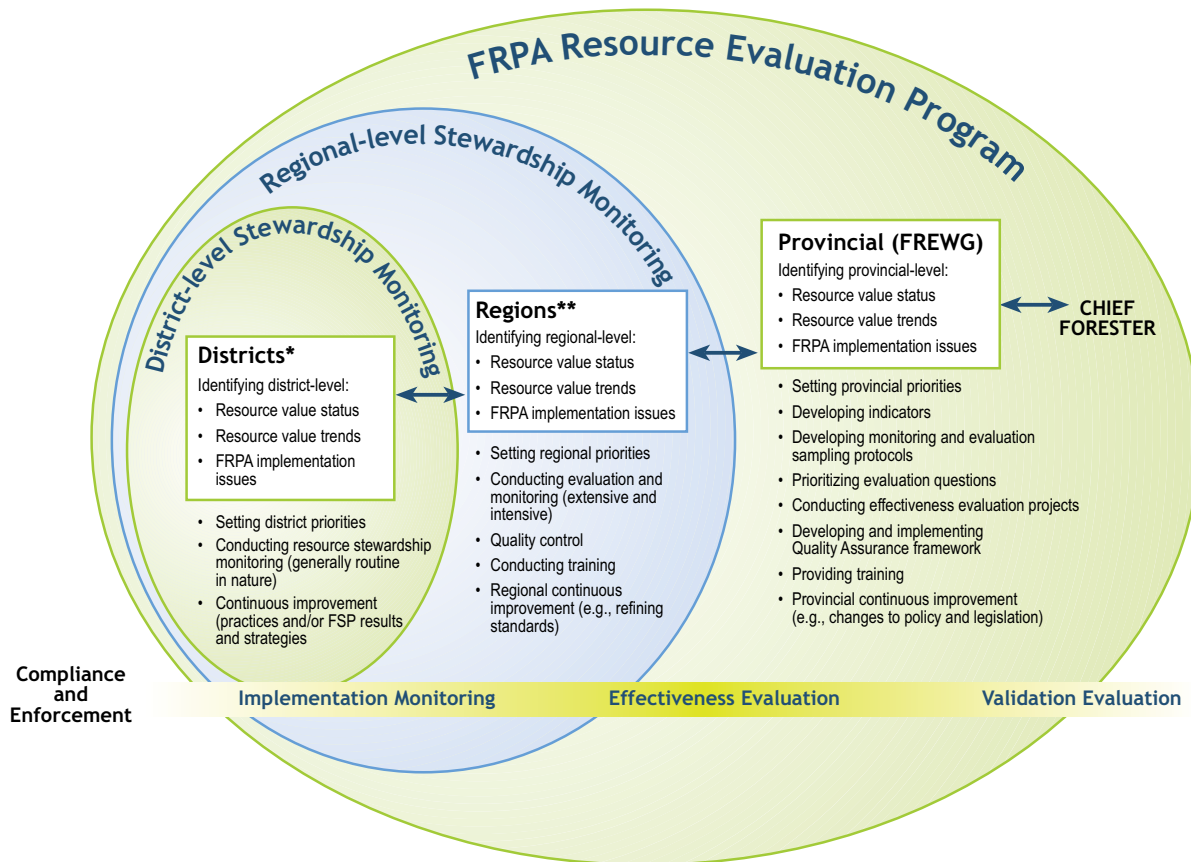 FRPA Resource Evaluation Program
Regional-level Stewardship Monitoring
District-level Stewardship Monitoring
Districts*
Identifying district-level:
• Resource value status
• Resource value trends
• FRPA implementation
issues
• Setting district priorities
• Conducting resource stewardship
monitoring (generally routine
in nature)
• Continuous improvement
(practices and/or FSP results
and strategies
Regions**
Identifying regional-level:
• Resource value status
• Resource value trends
• FRPA implementation issues
• Setting regional priorities
• Conducting evaluation and
monitoring (extensive and
intensive)
• Quality control
• Conducting training
• Regional continuous
improvement (e.g., refining
standards)
Provincial (FREWG)
Identifying provincial-level:
• Resource value status
• Resource value trends
• FRPA implementation issues
• Setting provincial priorities
• Developing indicators
• Developing monitoring and evaluation
sampling protocols
• Prioritizing evaluation questions
• Conducting effectiveness evaluation projects
• Developing and implementing
Quality Assurance framework
• Providing training
• Provincial continuous improvement
(e.g., changes to policy and legislation)
CHIEF
FORESTER
Compliance
and
Enforcement
Implementation Monitoring
Effectiveness Evaluation
Validation Evaluation